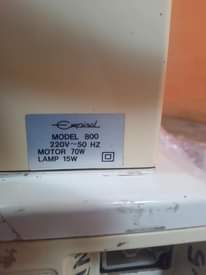 Empisal
MODEL 800
220V~50 HZ
MOTOR 70W
LAMP 15W